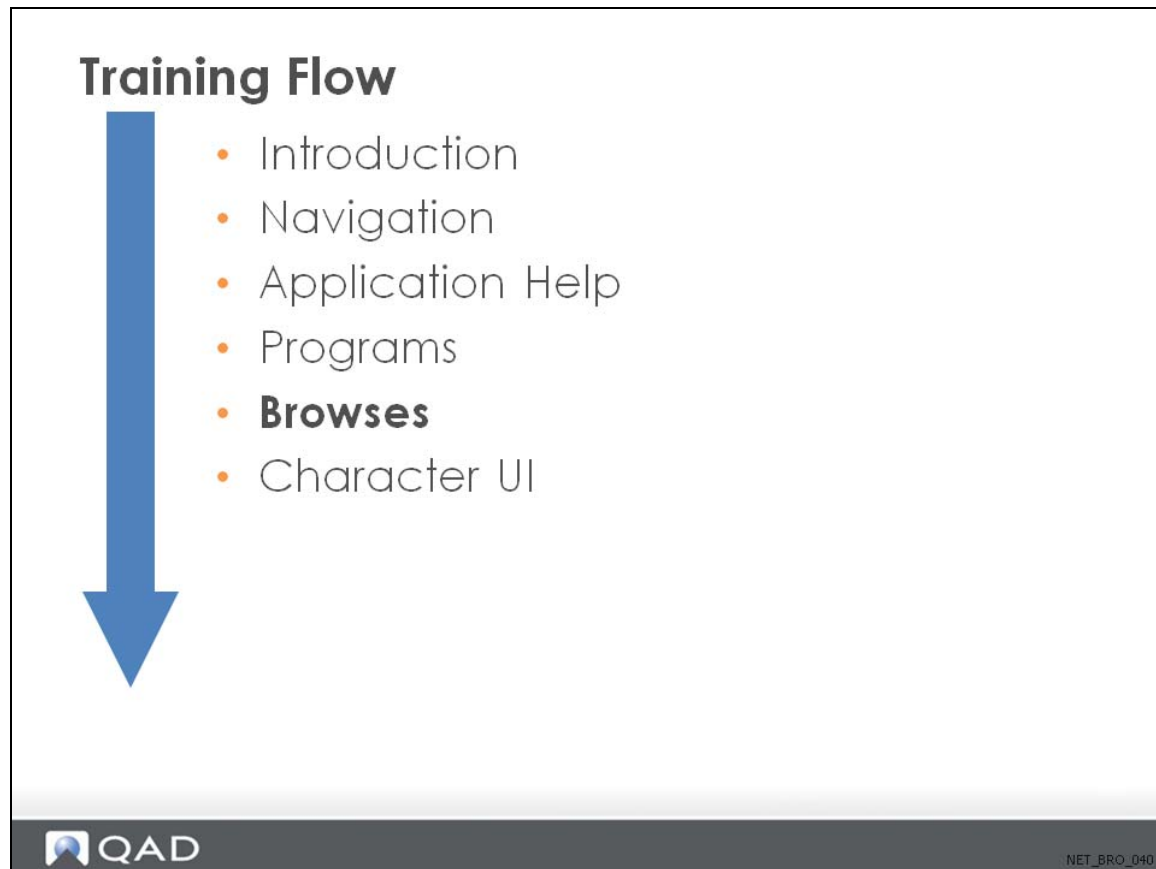 Training Flow
• Introduction
• Navigation
• Application Help
• Programs
• Browses
• Character UI
QAD
NET_BRO_040